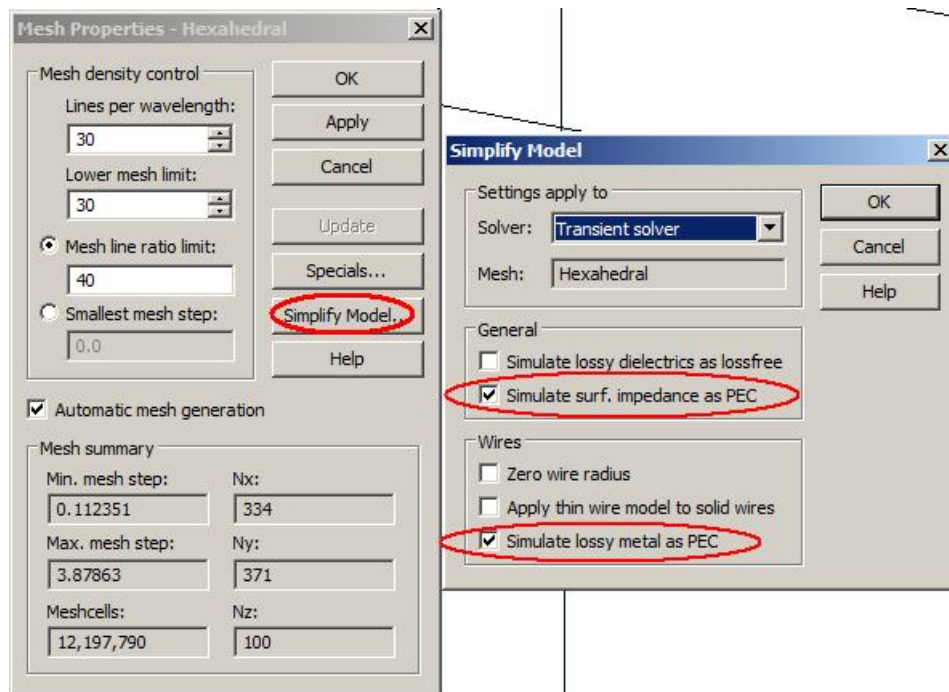 Mesh Properties - Hexahedral
Mesh density control
Lines per wavelength:
30
Lower mesh limit:
30
Mesh line ratio limit:
40
Smallest mesh step:
0.0
OK
Apply
Cancel
Update
Specials...
Simplify Model..
Help
Automatic mesh generation
Mesh summary
Min. mesh step:
Nx:
0.112351
334
Max. mesh step:
Ny:
3.87863
371
Meshcells:
Nz:
12,197,790
100
Simplify Model
Settings apply to
Solver:
Transient solver
Mesh:
Hexahedral
OK
Cancel
Help
General
Simulate lossy dielectrics as lossfree
Simulate surf. impedance as PEC
Wires
Zero wire radius
Apply thin wire model to solid wires
Simulate lossy metal as PEC